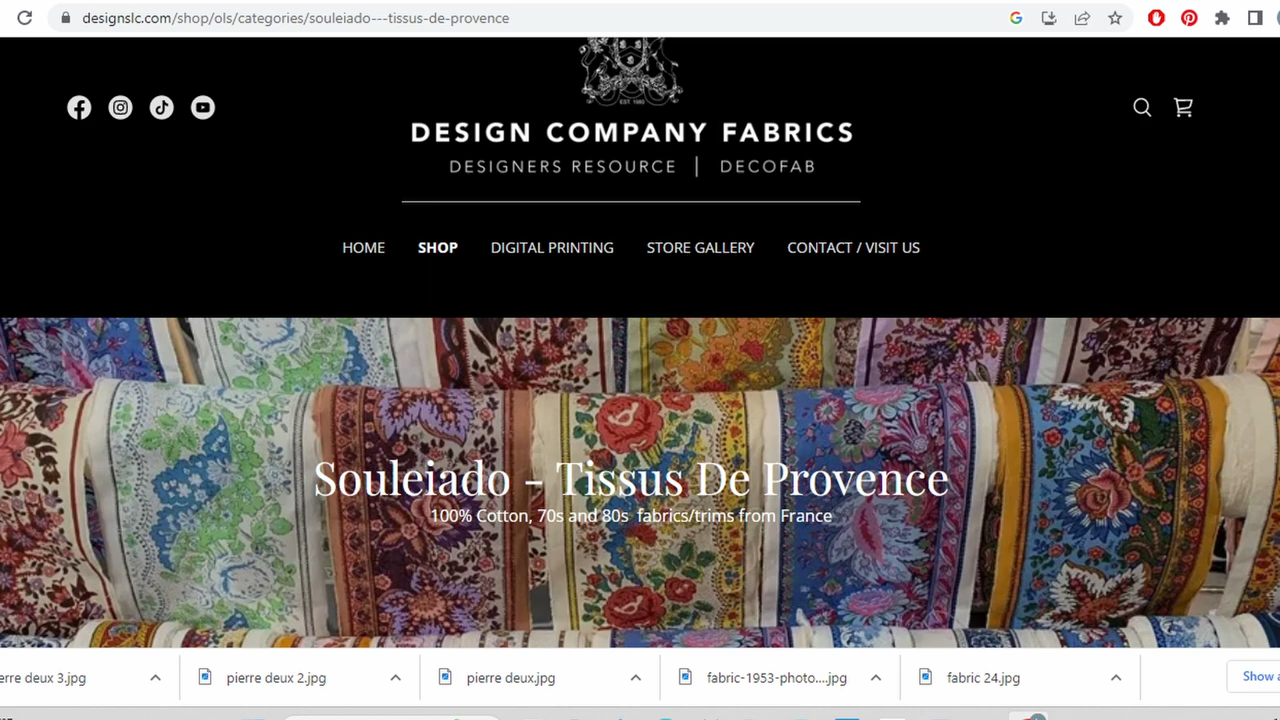 designslc.com/shop/ols/categories/souleiado---tissus-de-provence
EST 1980
DESIGN COMPANY FABRICS
DESIGNERS RESOURCE | DECOFAB
HOME SHOP DIGITAL PRINTING STORE GALLERY CONTACT / VISIT US
Souleiado - Tissus De Provence
100% Cotton, 70s and 80s fabrics/trims from France
erre deux 3.jpg pierre deux 2.jpg pierre deux.jpg fabric-1953-photo....jpg fabric 24.jpg Show a